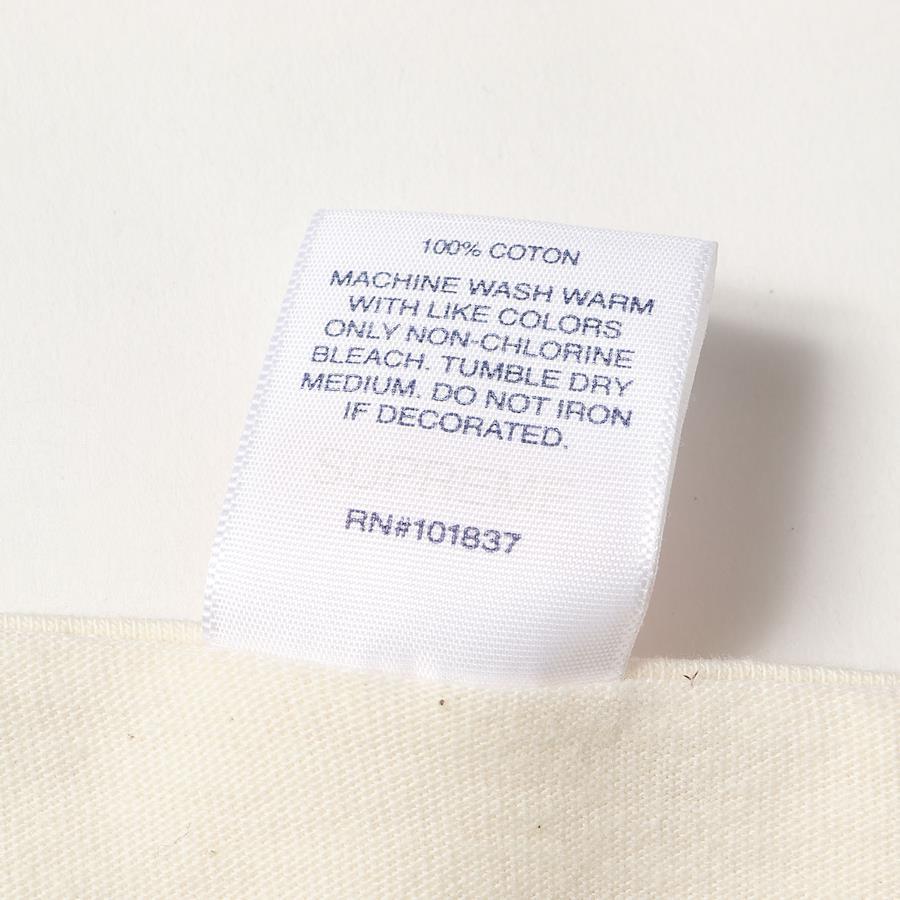 100% COTON
MACHINE WASH WARM
WITH LIKE COLORS
ONLY NON-CHLORINE
BLEACH. TUMBLE DRY
MEDIUM. DO NOT IRON
IF DECORATED.
SUPREME
RN#101837